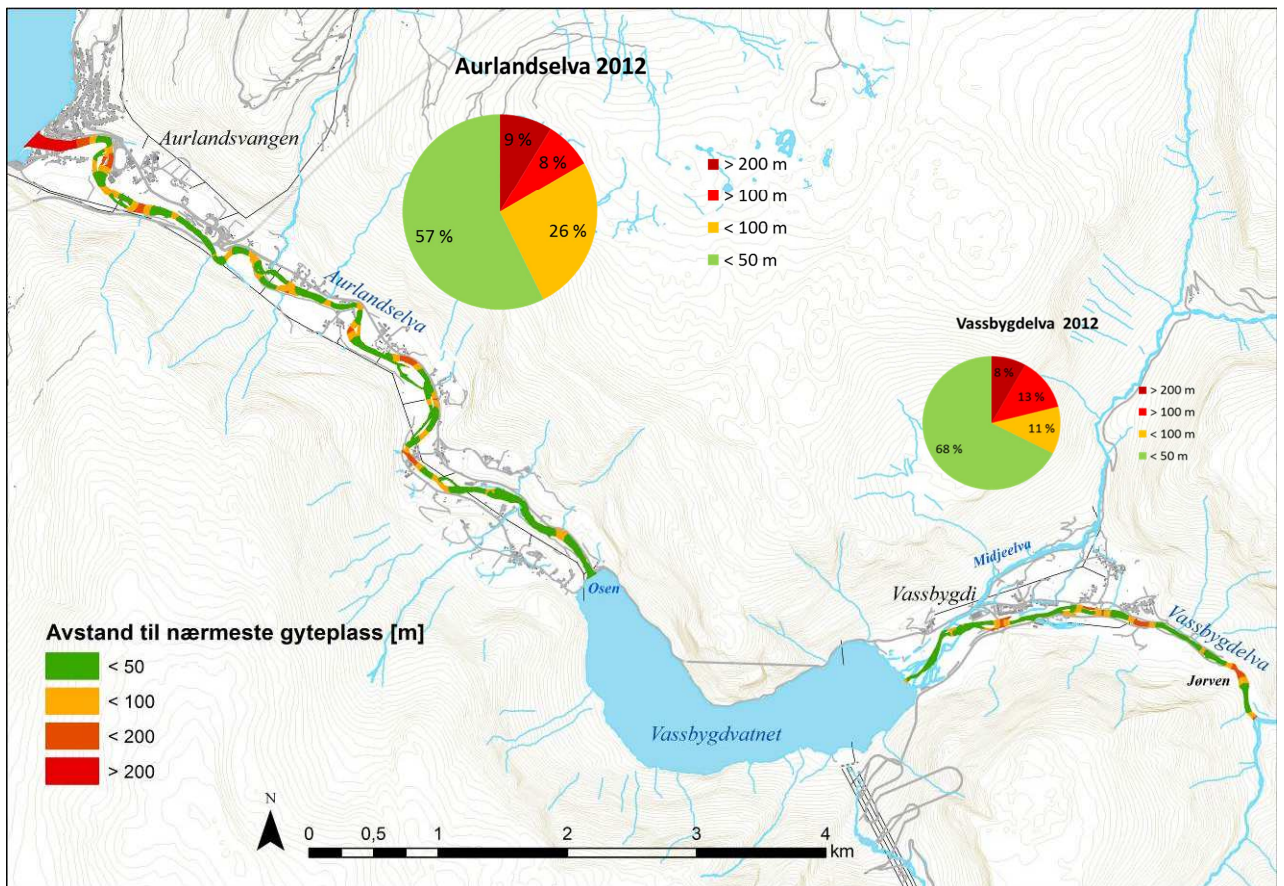 Aurlandselva 2012
Aurlandsvangen
9 %
8 %
26 %
57 %
> 200 m
> 100 m
< 100 m
< 50 m
Aurlandselva
Vassbygdelva 2012
8 %
13 %
11 %
68 %
> 200 m
> 100 m
< 100 m
< 50 m
Midjeelva
Osen
Vassbygdi
Vassbygdelva
Jørven
Vassbygdvatnet
Avstand til nærmeste gyteplass [m]
< 50
< 100
< 200
> 200
N
0 0,5 1 2 3 4
km